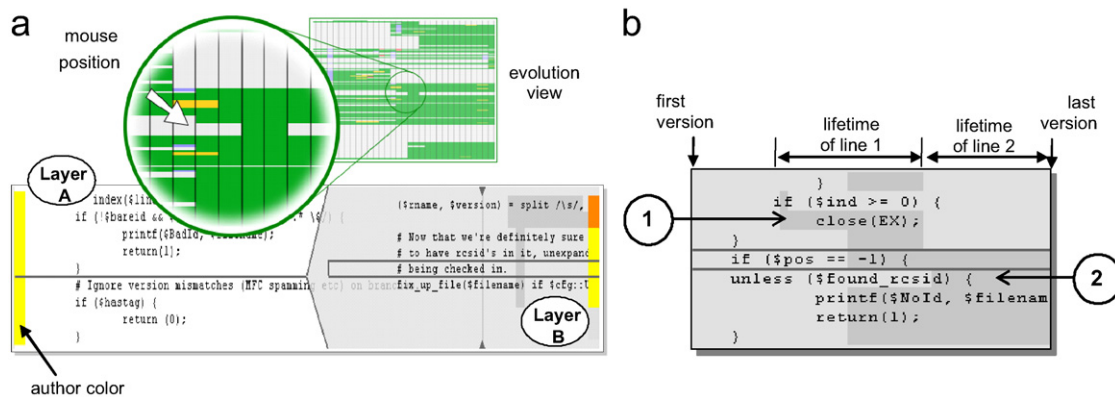 a
mouse
position
evolution
view
Layer
A
index($lin
if (!$bareid &&
printf($BadId,
return(1);
}
# Ignore version mismatches (MFC spamming etc) on branc
if ($hastag) {
return (0);
}
($rname, $version) = split /\s/,
# Now that we're definitely sure
# to have rcsid's in it, unexpand
# being checked in.
fix_up_file($filename) if $cfg::U
Layer
B
author color
b
first
version
last
version
lifetime
of line 1
lifetime
of line 2
}
if ($ind >= 0) {
close(EX);
}
if ($pos == -1) {
unless ($found_rcsid) {
printf($NoId, $filenam
return(1);
}
1
2